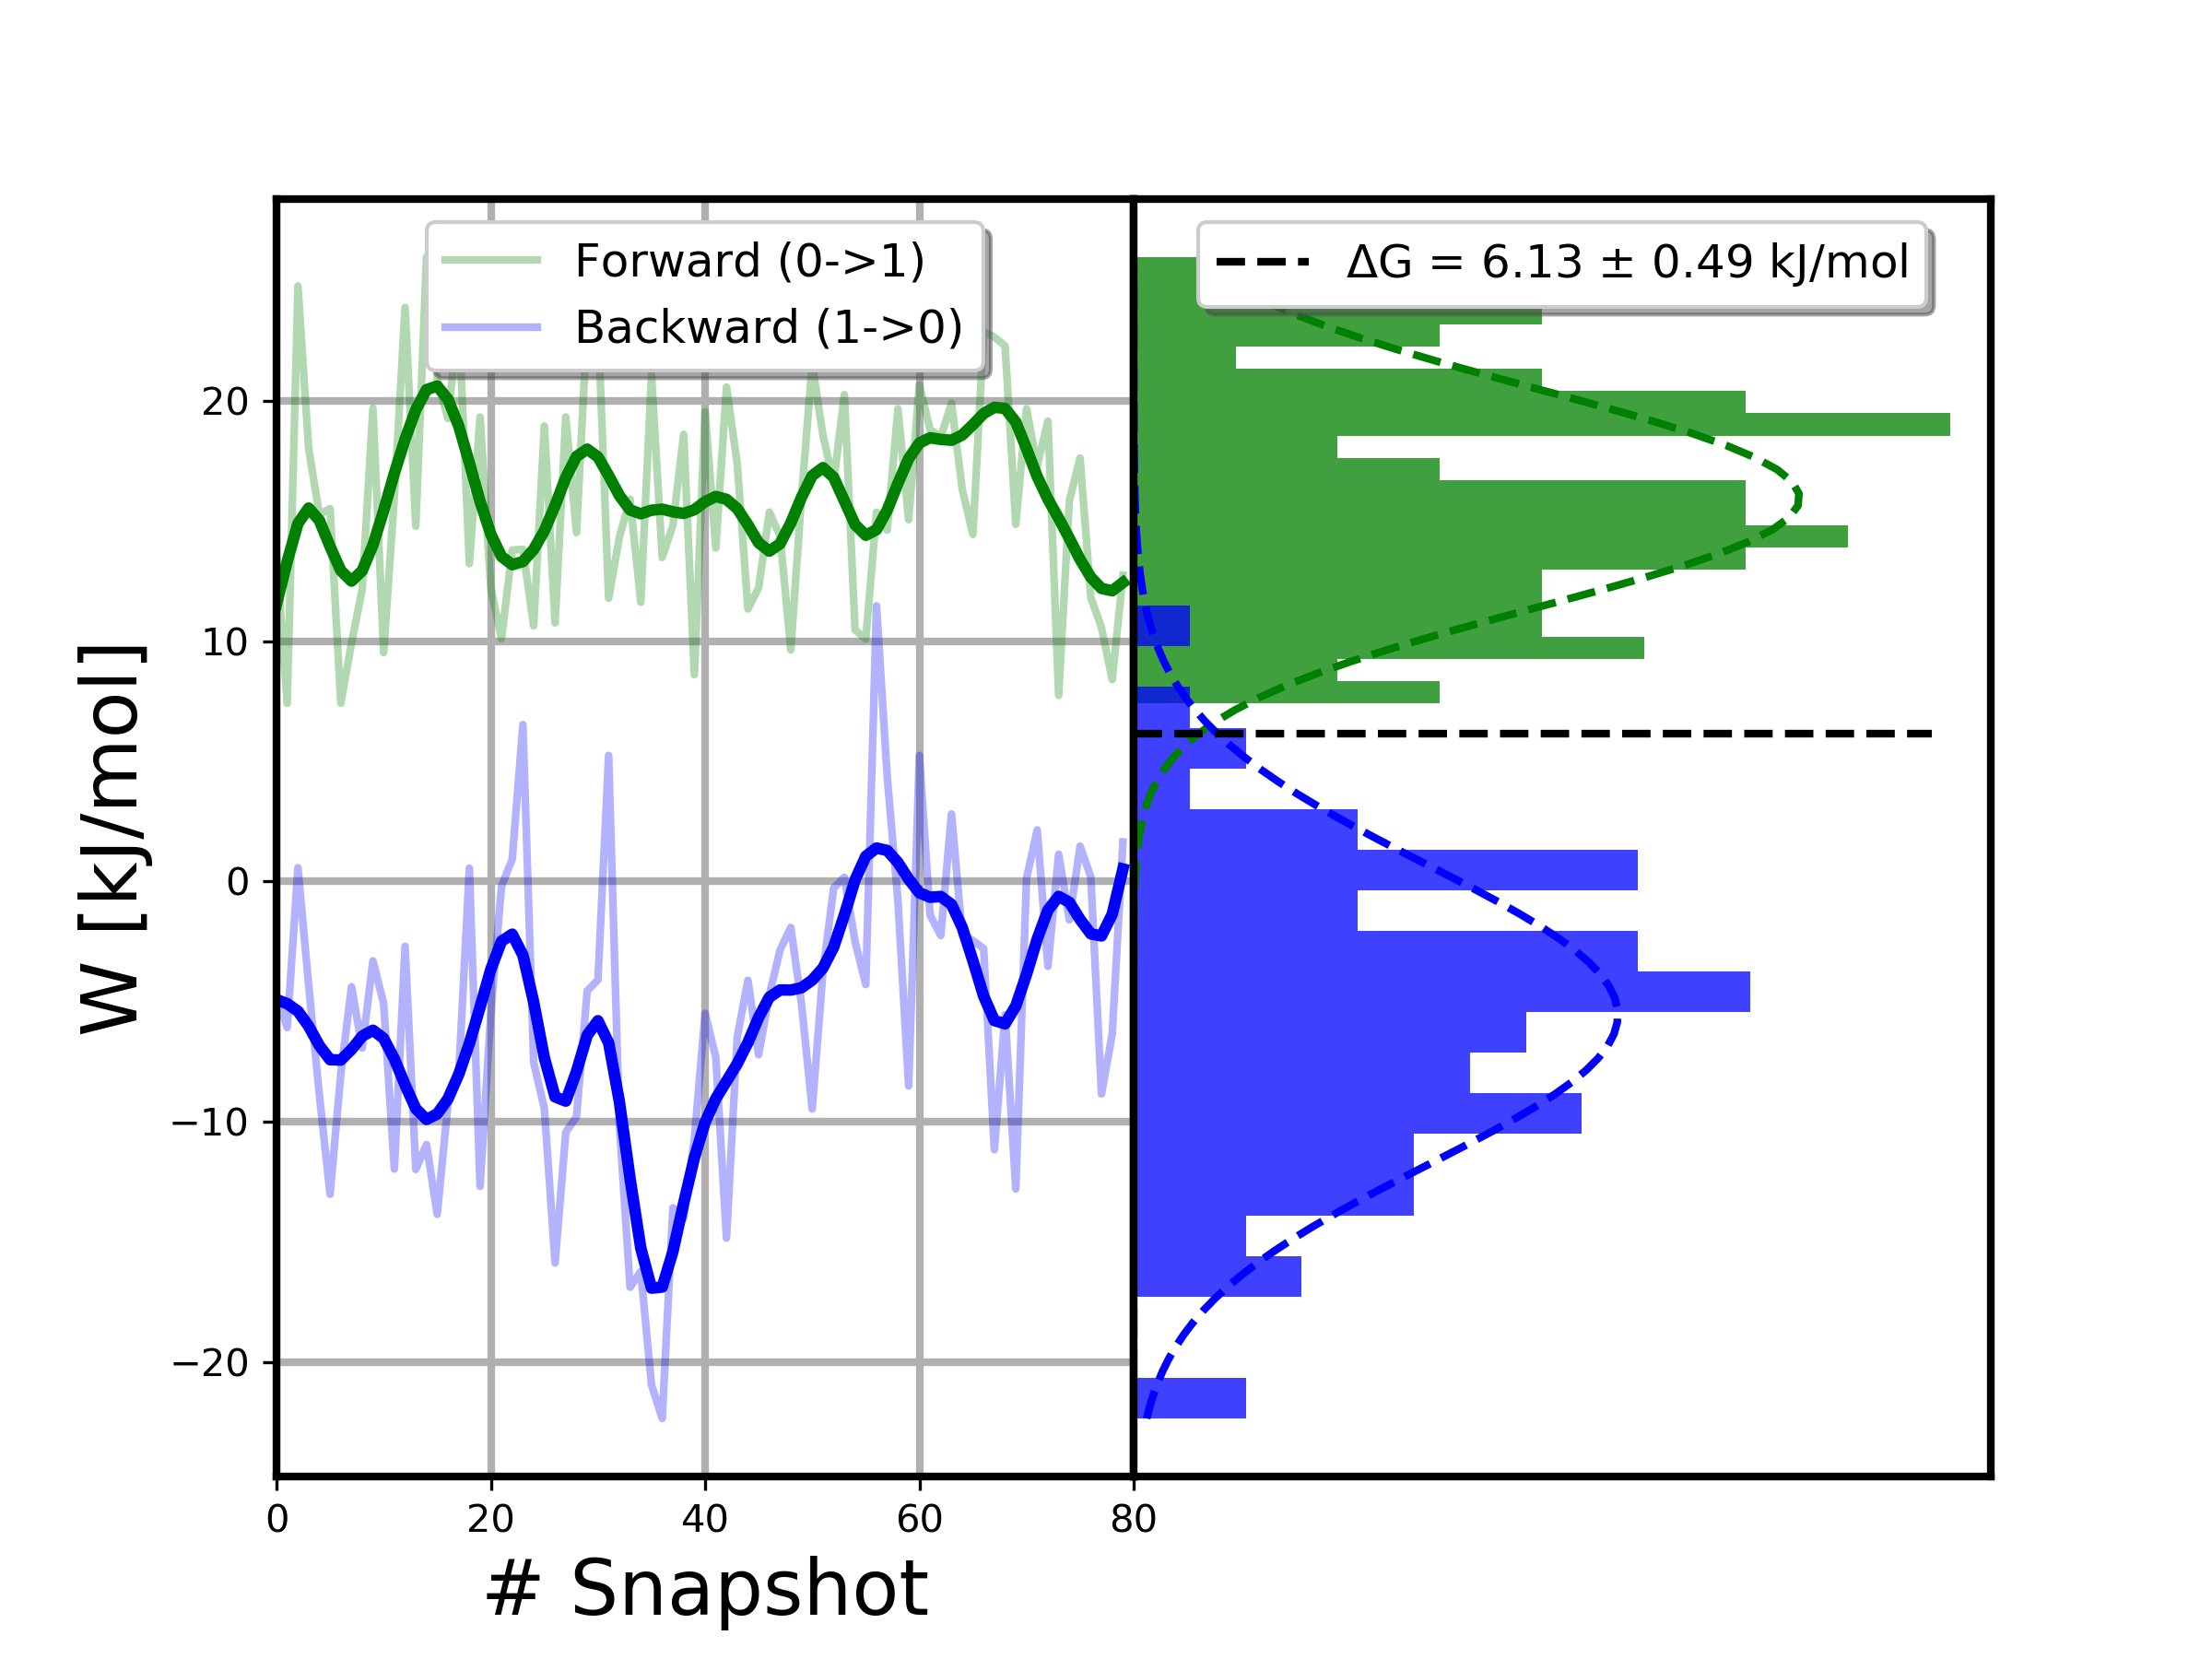 Forward (0->1)
Backward (1->0)
ΔG = 6.13 ± 0.49 kJ/mol
W [kJ/mol]
20
10
0
−10
−20
0 20 40 60 80
# Snapshot